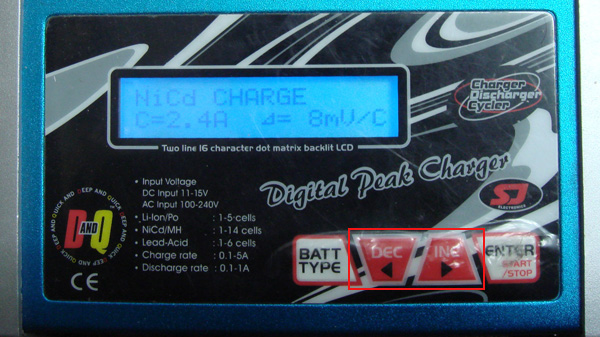 Charger
Discharger
Cycler
NiCd CHARGE
C=2.4A ⊿= 8mV/C
Two line 16 character dot matrix backlit LCD
Digital Peak Charger
• Input Voltage
DC Input 11-15V
AC Input 100-240V
• Li-Ion/Po : 1-5-cells
• NiCd/MH : 1-14 cells
• Lead-Acid : 1-6 cells
• Charge rate : 0.1-5A
• Discharge rate : 0.1-1A
DEEP AND QUICK AND DEEP AND QUICK AND
D AND Q
CE
SJ
ELECTRONICS
BATT
TYPE
DEC
INC
ENTER
START
/STOP